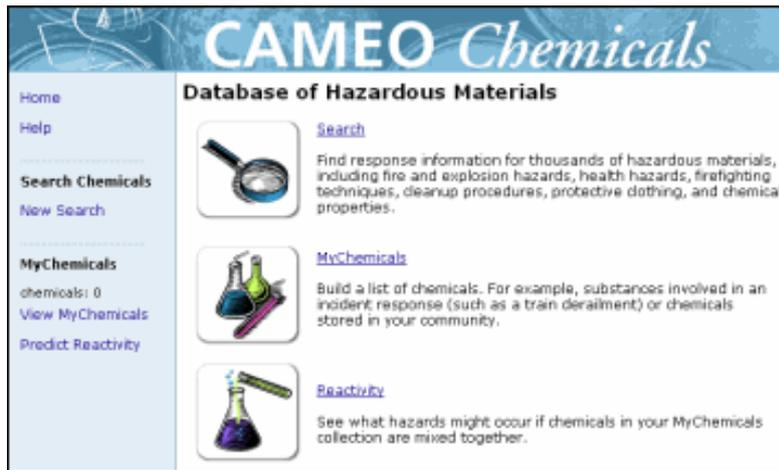 CAMEO Chemicals
Home
Help
Search Chemicals
New Search
MyChemicals
chemicals: 0
View MyChemicals
Predict Reactivity
Database of Hazardous Materials
Search
Find response information for thousands of hazardous materials,
including fire and explosion hazards, health hazards, firefighting
techniques, cleanup procedures, protective clothing, and chemica
properties.
MyChemicals
Build a list of chemicals. For example, substances involved in an
incident response (such as a train derailment) or chemicals
stored in your community.
Reactivity
See what hazards might occur if chemicals in your MyChemicals
collection are mixed together.